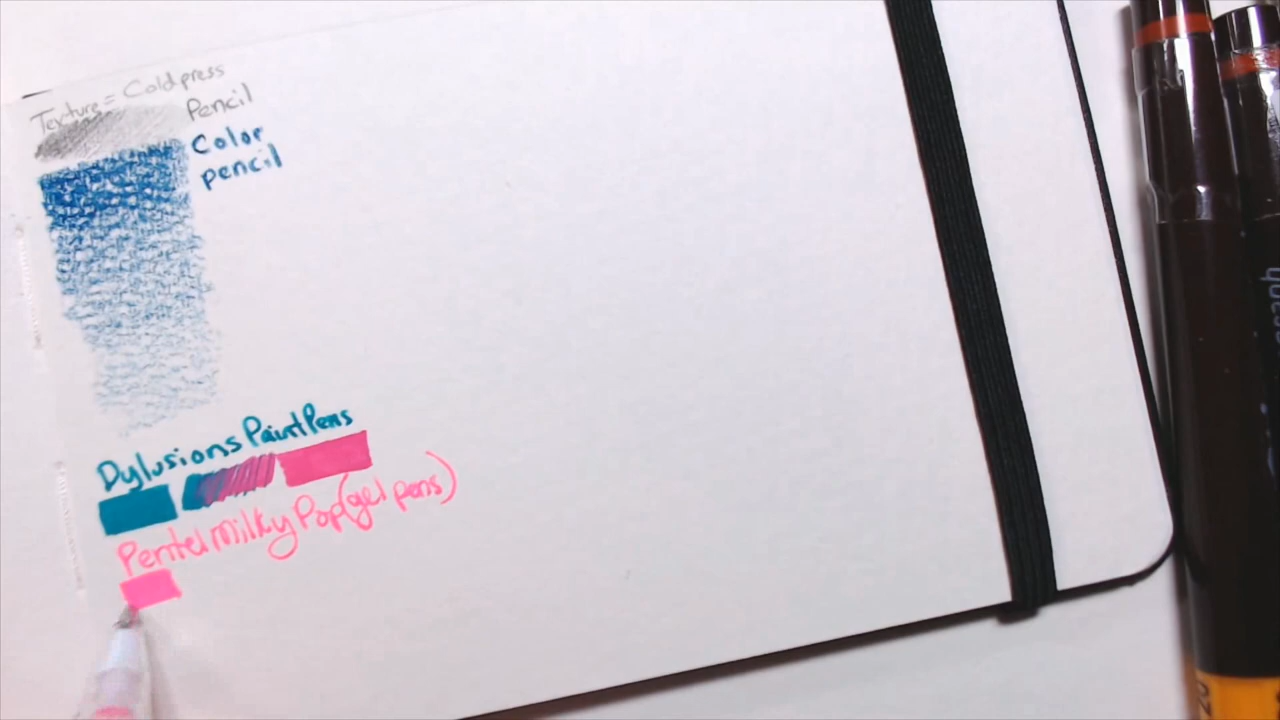 Texture = Cold press
Pencil
Color
pencil
Dylusions Paint Pens
Pentel Milky Pop (gel pens)